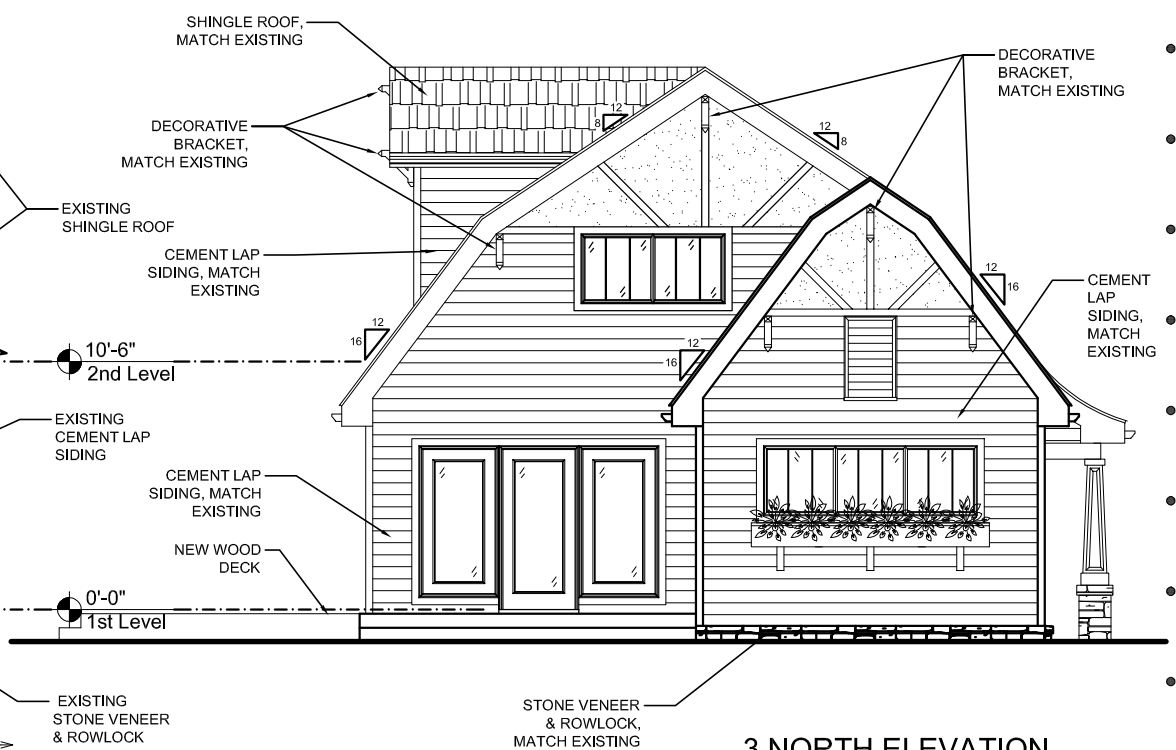 SHINGLE ROOF,
MATCH EXISTING
DECORATIVE
BRACKET,
MATCH EXISTING
DECORATIVE
BRACKET,
MATCH EXISTING
12
8
12
8
EXISTING
SHINGLE ROOF
CEMENT LAP
SIDING, MATCH
EXISTING
12
16
CEMENT
LAP
SIDING,
MATCH
EXISTING
12
16
12
16
10'-6"
2nd Level
EXISTING
CEMENT LAP
SIDING
CEMENT LAP
SIDING, MATCH
EXISTING
NEW WOOD
DECK
0'-0"
1st Level
EXISTING
STONE VENEER
& ROWLOCK
STONE VENEER
& ROWLOCK,
MATCH EXISTING
3 NORTH ELEVATION